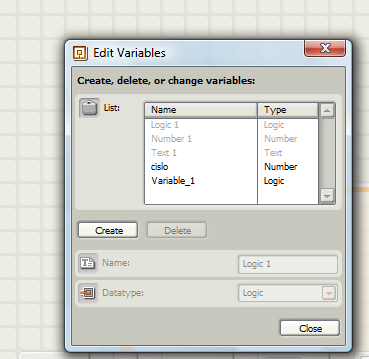 Edit Variables
Create, delete, or change variables:
List:
Name Type
Logic 1 Logic
Number 1 Number
Text 1 Text
cislo Number
Variable_1 Logic
Create Delete
Name: Logic 1
Datatype: Logic
Close